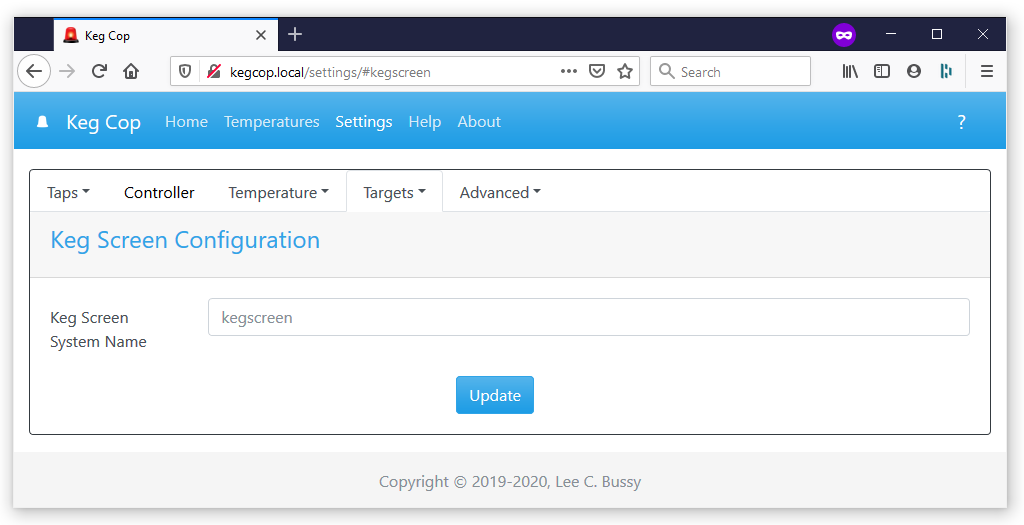 Keg Cop
kegcop.local/settings/#kegscreen
Search
Keg Cop Home Temperatures Settings Help About ?
Taps Controller Temperature Targets Advanced
Keg Screen Configuration
Keg Screen
System Name
kegscreen
Update
Copyright © 2019-2020, Lee C. Bussy